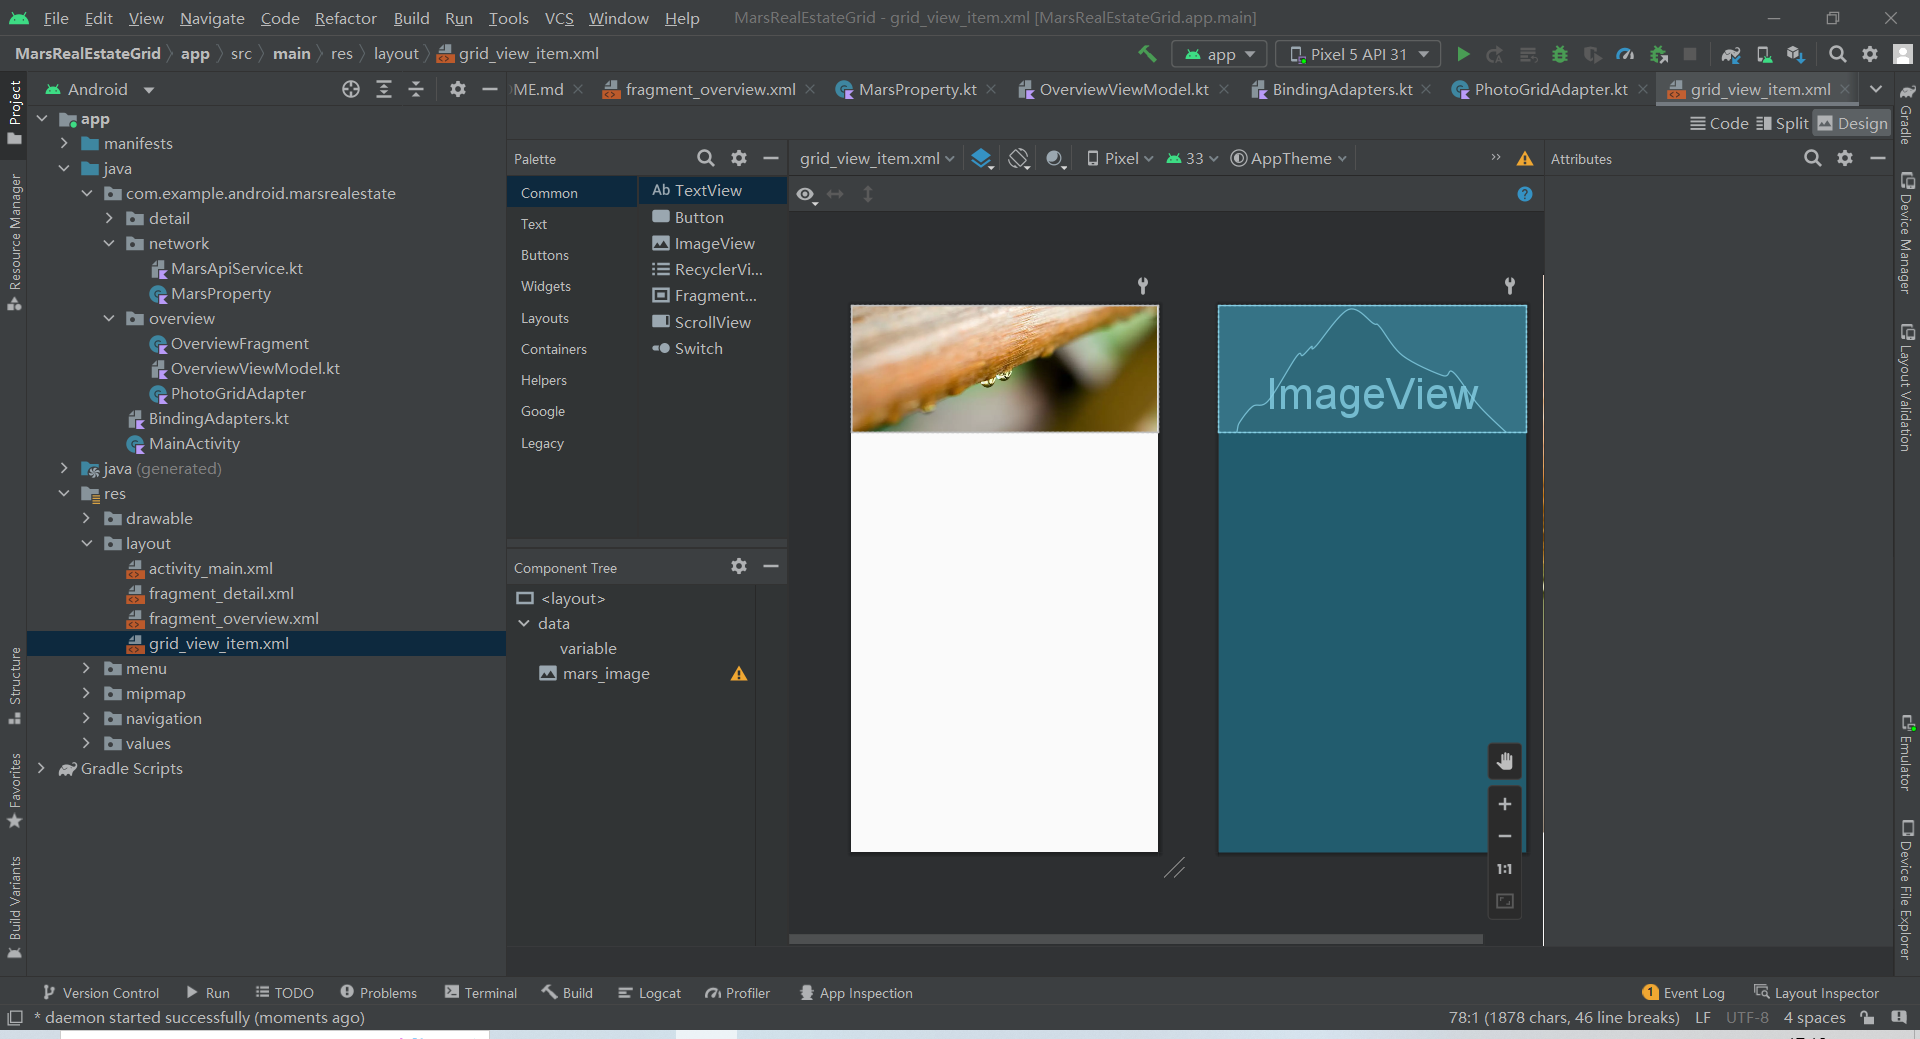 File Edit View Navigate Code Refactor Build Run Tools VCS Window Help MarsRealEstateGrid - grid_view_item.xml [MarsRealEstateGrid.app.main]
MarsRealEstateGrid app src main res layout grid_view_item.xml app Pixel 5 API 31
Android
ME.md fragment_overview.xml MarsProperty.kt OverviewViewModel.kt BindingAdapters.kt PhotoGridAdapter.kt grid_view_item.xml
Code Split Design
Project
Resource Manager
Structure
Favorites
Build Variants
app
manifests
java
com.example.android.marsrealestate
detail
network
MarsApiService.kt
MarsProperty
overview
OverviewFragment
OverviewViewModel.kt
PhotoGridAdapter
BindingAdapters.kt
MainActivity
java (generated)
res
drawable
layout
activity_main.xml
fragment_detail.xml
fragment_overview.xml
grid_view_item.xml
menu
mipmap
navigation
values
Gradle Scripts
Palette
Common
Text
Buttons
Widgets
Layouts
Containers
Helpers
Google
Legacy
Ab TextView
Button
ImageView
RecyclerVi...
Fragment...
ScrollView
Switch
Component Tree
<layout>
data
variable
mars_image
grid_view_item.xml Pixel 33 AppTheme »
?
ImageView
1:1
Attributes
Gradle
Device Manager
Layout Validation
Emulator
Device File Explorer
Version Control Run TODO Problems Terminal Build Logcat Profiler App Inspection 1 Event Log Layout Inspector
* daemon started successfully (moments ago) 78:1 (1878 chars, 46 line breaks) LF UTF-8 4 spaces